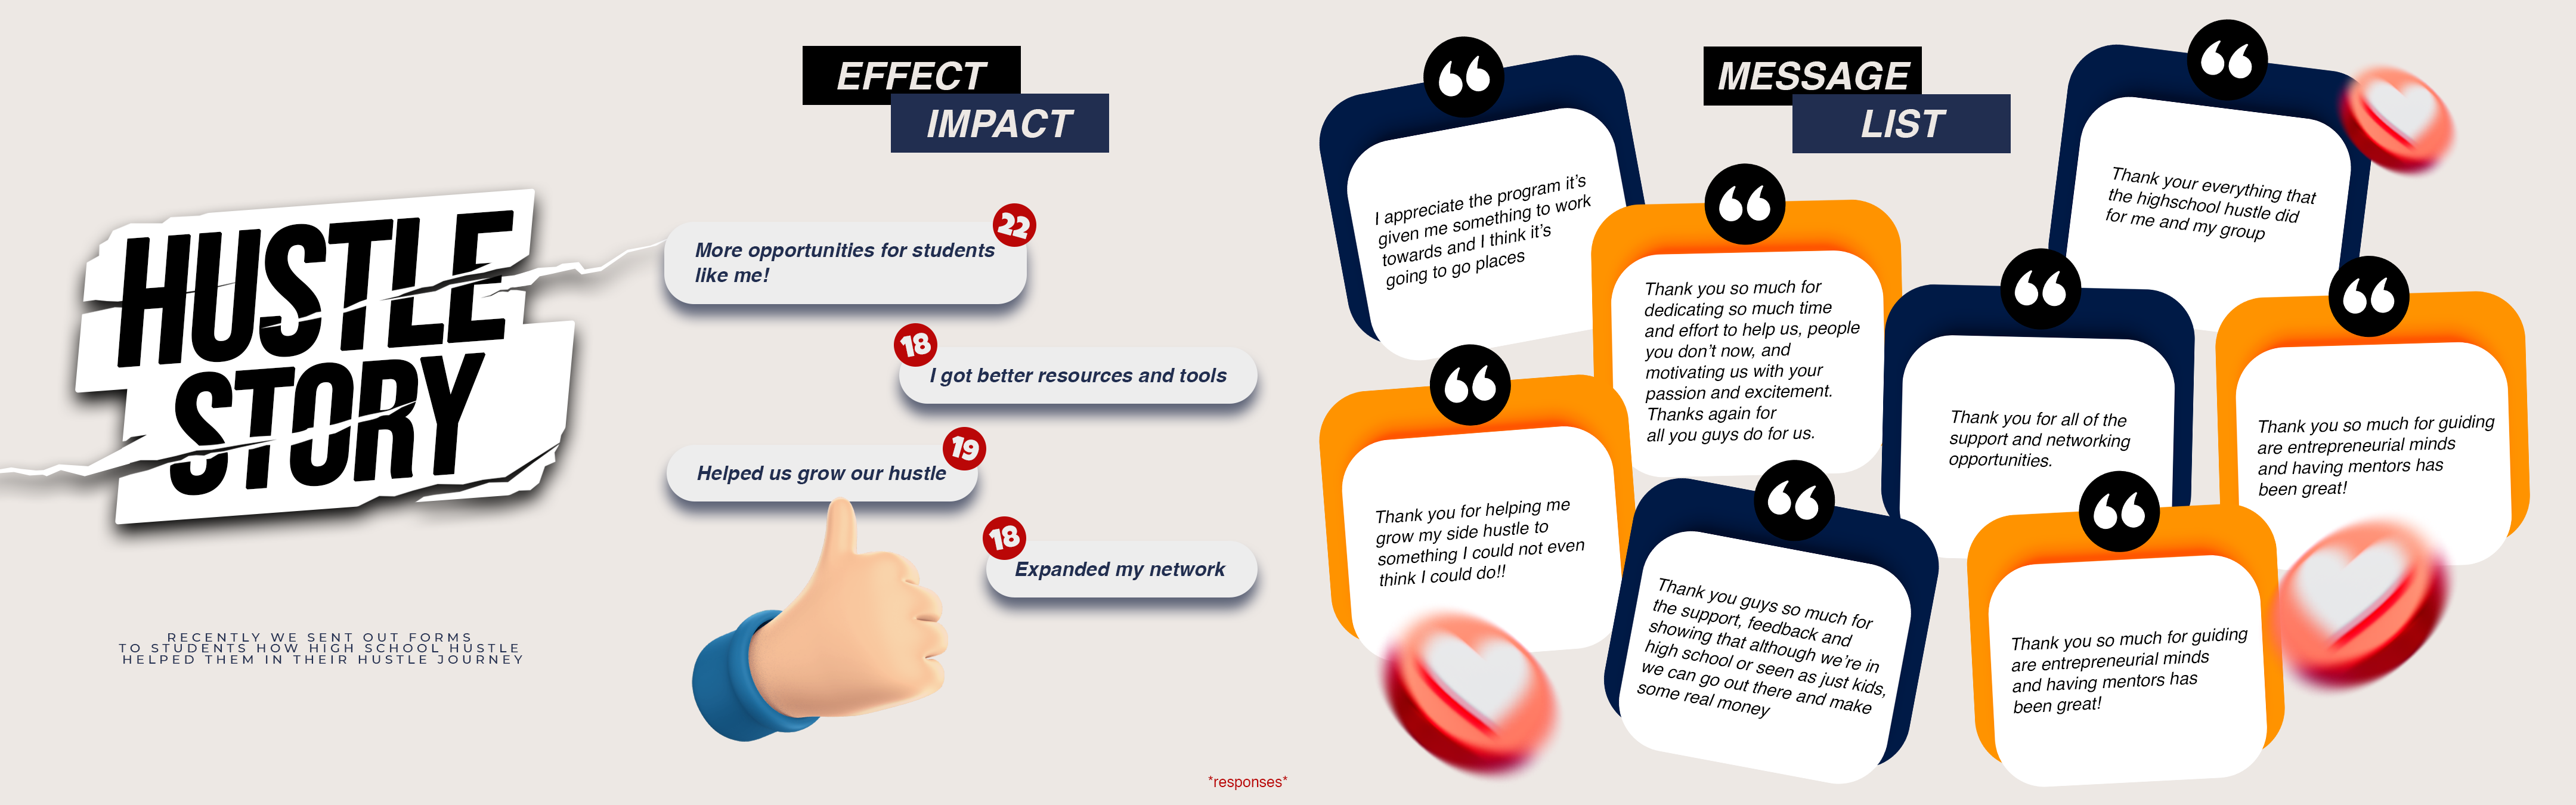 HUSTLE
STORY
RECENTLY WE SENT OUT FORMS
TO STUDENTS HOW HIGH SCHOOL HUSTLE
HELPED THEM IN THEIR HUSTLE JOURNEY
EFFECT
IMPACT
22
More opportunities for students
like me!
18
I got better resources and tools
19
Helped us grow our hustle
18
Expanded my network
*responses*
MESSAGE
LIST
I appreciate the program it's
given me something to work
towards and I think it's
going to go places
Thank you so much for
dedicating so much time
and effort to help us, people
you don't now, and
motivating us with your
passion and excitement.
Thanks again for
all you guys do for us.
Thank your everything that
the highschool hustle did
for me and my group
Thank you for all of the
support and networking
opportunities.
Thank you so much for guiding
are entrepreneurial minds
and having mentors has
been great!
Thank you for helping me
grow my side hustle to
something I could not even
think I could do!!
Thank you guys so much for
the support, feedback and
showing that although we're in
high school or seen as just kids,
we can go out there and make
some real money
Thank you so much for guiding
are entrepreneurial minds
and having mentors has
been great!